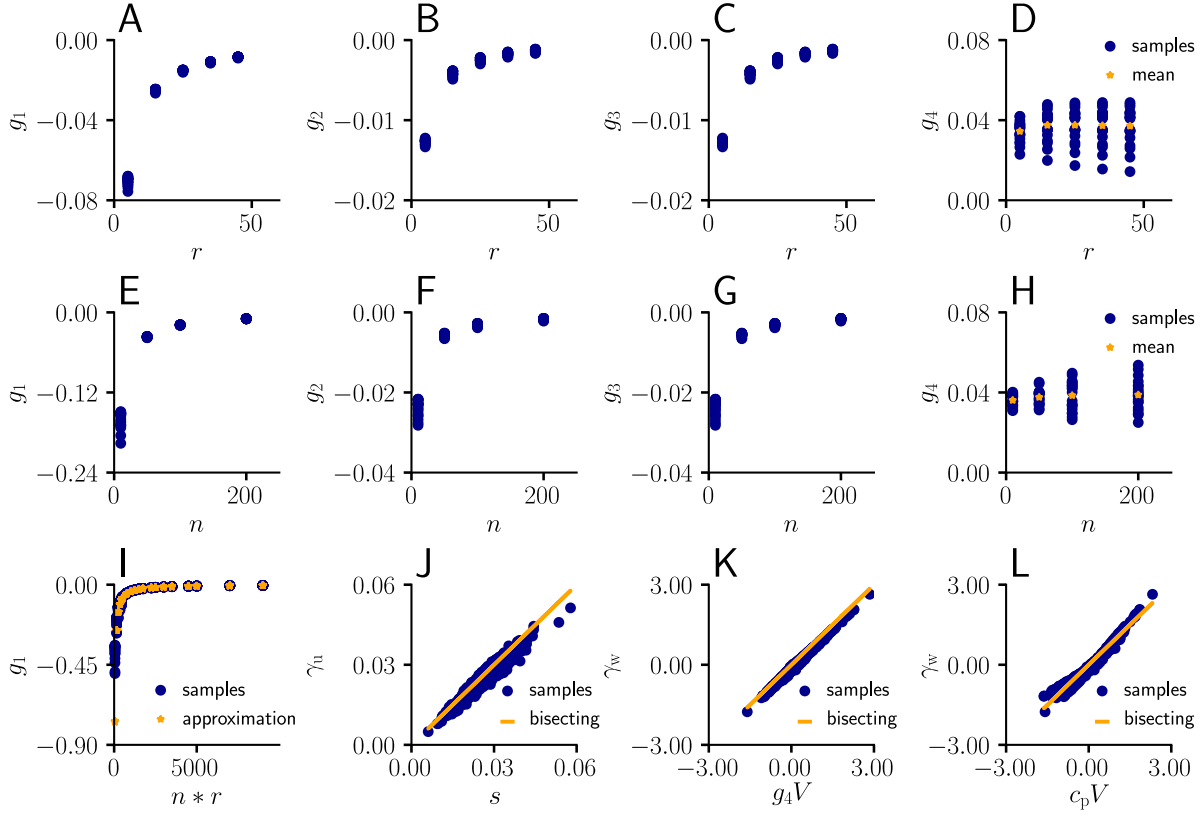 A
B
C
D
0.00
−0.04
−0.08
g1
0
50
r
0.00
−0.01
−0.02
g2
0
50
r
0.00
−0.01
−0.02
g3
0
50
r
0.08
0.04
0.00
g4
samples
mean
0
50
r
E
F
G
H
0.00
−0.12
−0.24
g1
0
200
n
0.00
−0.02
−0.04
g2
0
200
n
0.00
−0.02
−0.04
g3
0
200
n
0.08
0.04
0.00
g4
samples
mean
0
200
n
I
J
K
L
0.00
−0.45
−0.90
g1
samples
approximation
0
5000
n ∗ r
0.06
0.03
0.00
γu
samples
bisecting
0.00
0.03
0.06
s
3.00
0.00
−3.00
γw
samples
bisecting
−3.00
0.00
3.00
g4V
3.00
0.00
−3.00
γw
samples
bisecting
−3.00
0.00
3.00
cpV